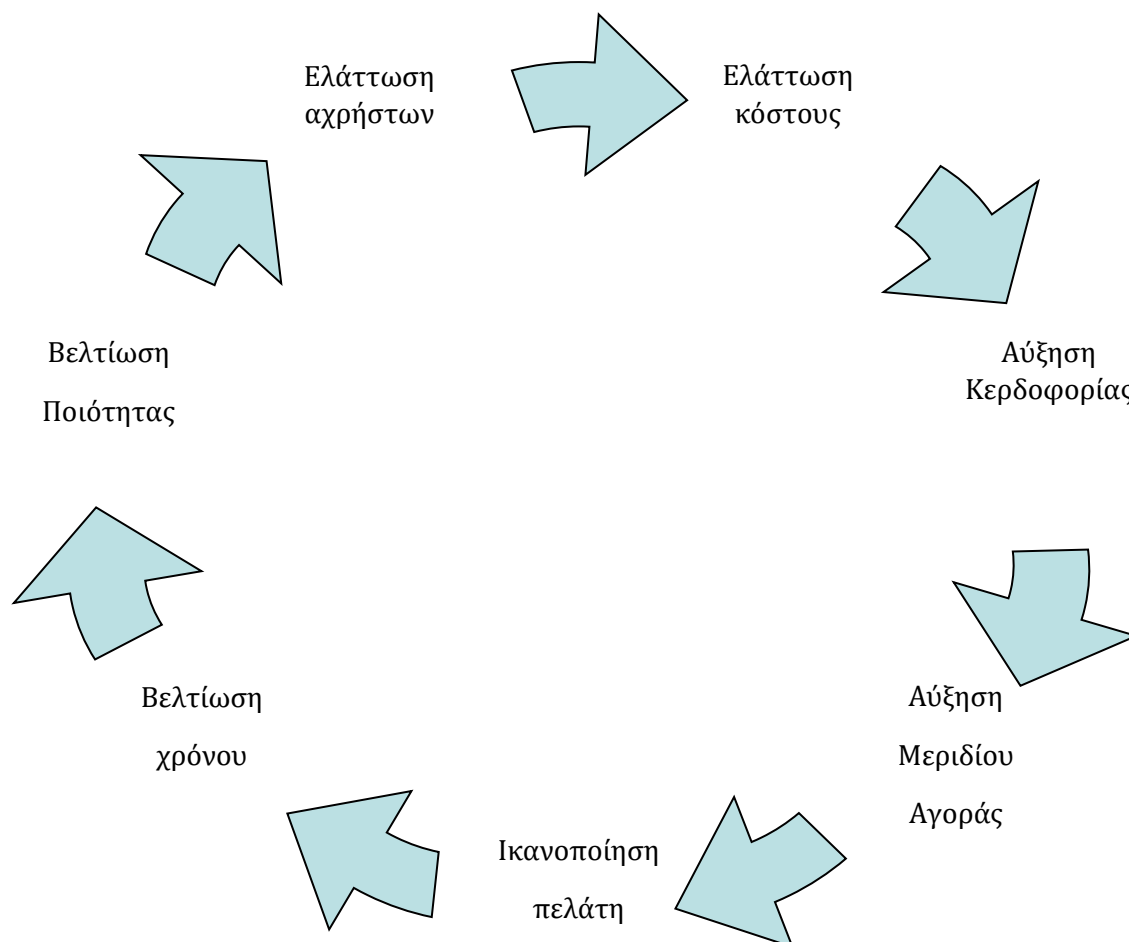 Ελάττωση
αχρήστων
Ελάττωση
κόστους
Αύξηση
Κερδοφορίας
Αύξηση
Μεριδίου
Αγοράς
Ικανοποίηση
πελάτη
Βελτίωση
χρόνου
Βελτίωση
Ποιότητας